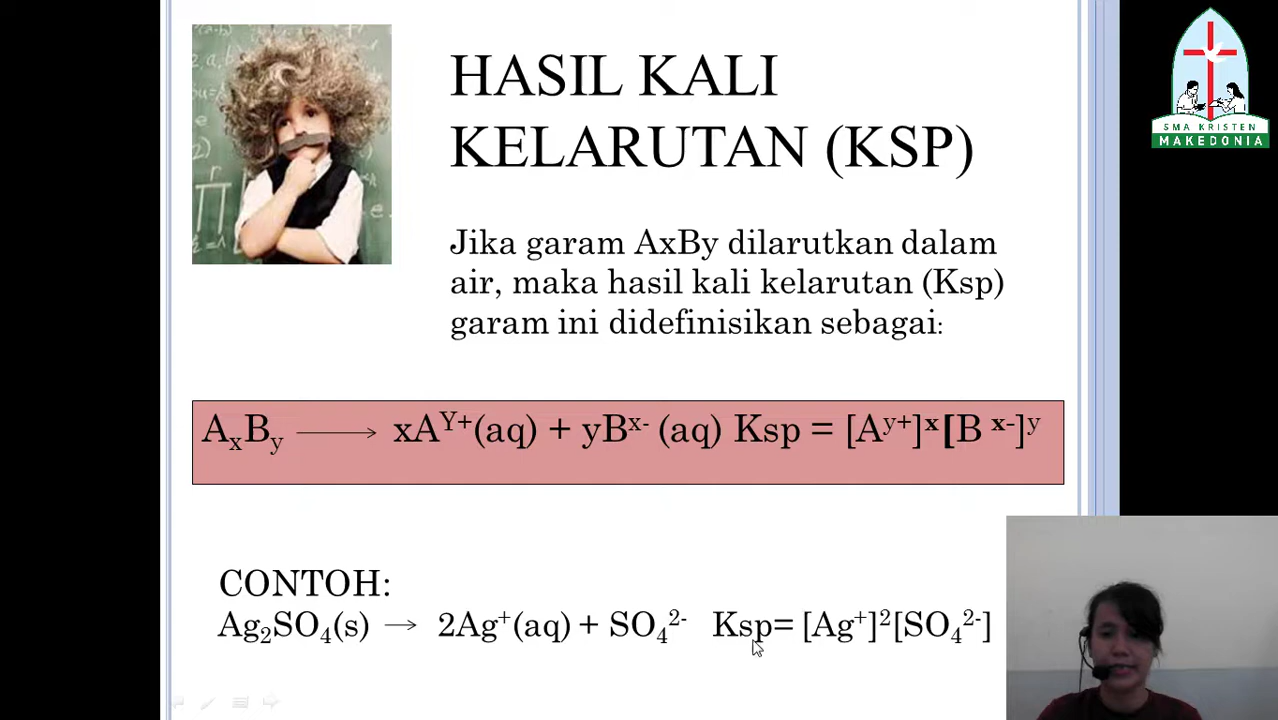 HASIL KALI
KELARUTAN (KSP)
SMA KRISTEN
MAKEDONIA
Jika garam AxBy dilarutkan dalam
air, maka hasil kali kelarutan (Ksp)
garam ini didefinisikan sebagai:
AₓBᵧ ⟶ xAʸ⁺(aq) + yBˣ⁻ (aq) Ksp = [Aʸ⁺]ˣ[B ˣ⁻]ʸ
CONTOH:
Ag₂SO₄(s) → 2Ag⁺(aq) + SO₄²⁻ Ksp= [Ag⁺]²[SO₄²⁻]